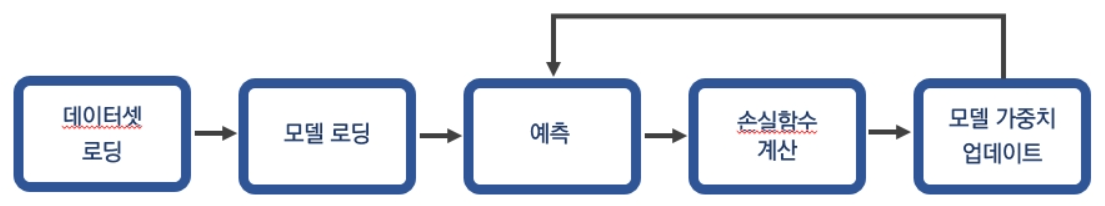 데이터셋
로딩
모델 로딩
예측
손실함수
계산
모델 가중치
업데이트